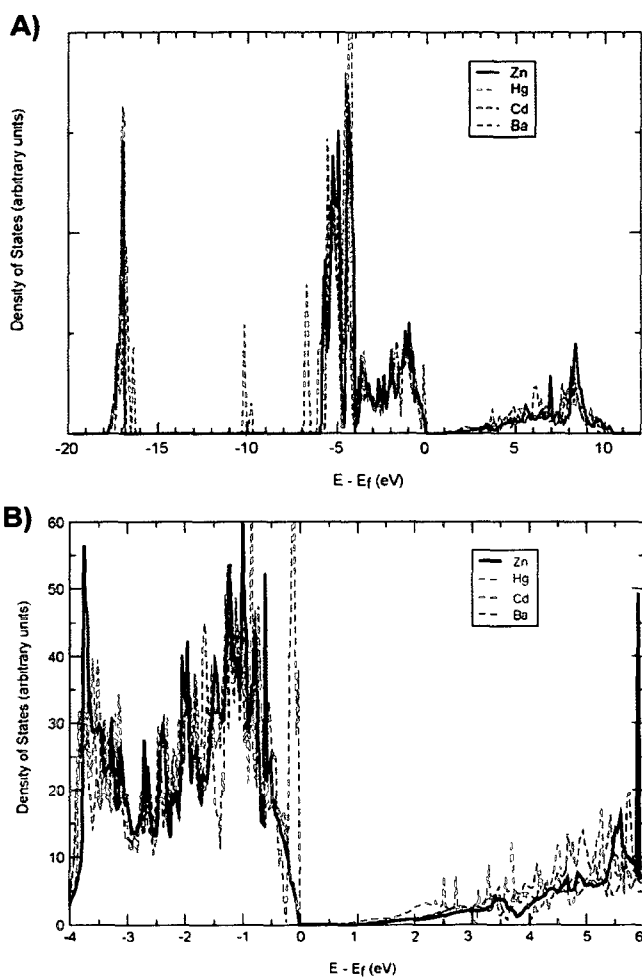 A)
Density of States (arbitrary units)
Zn
Hg
Cd
Ba
-20 -15 -10 -5 0 5 10
E - Ef (eV)
B)
60
50
40
30
20
10
0
Density of States (arbitrary units)
Zn
Hg
Cd
Ba
-4 -3 -2 -1 0 1 2 3 4 5 6
E - Ef (eV)